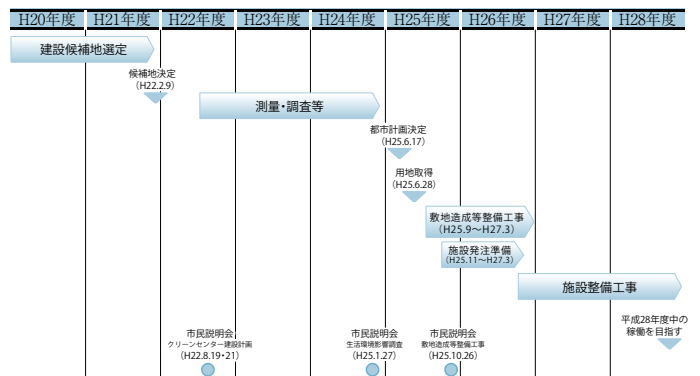 H20年度 H21年度 H22年度 H23年度 H24年度 H25年度 H26年度 H27年度 H28年度
建設候補地選定
候補地決定
(H22.2.9)
測量・調査等
都市計画決定
(H25.6.17)
用地取得
(H25.6.28)
敷地造成等整備工事
(H25.9～H27.3)
施設発注準備
(H25.11～H27.3)
施設整備工事
平成28年度中の
稼働を目指す
市民説明会
クリーンセンター建設計画
(H22.8.19・21)
市民説明会
生活環境影響調査
(H25.1.27)
市民説明会
敷地造成等整備工事
(H25.10.26)